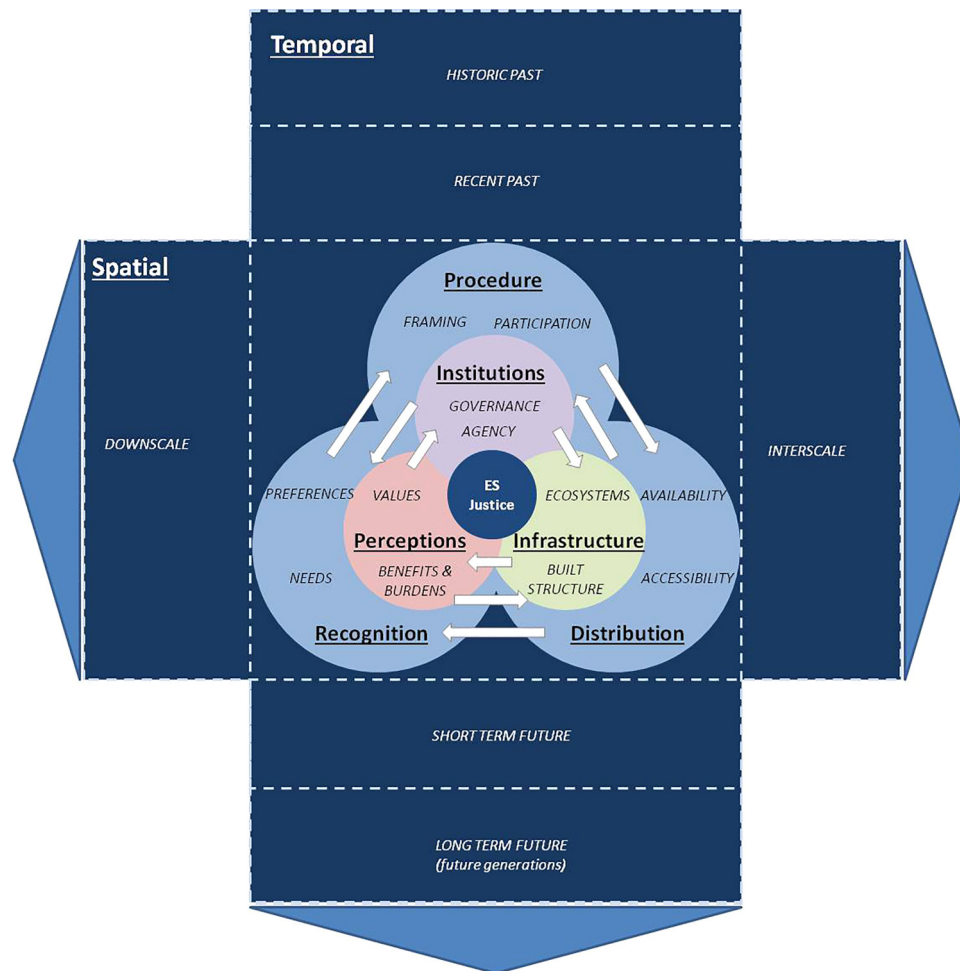 Temporal
HISTORIC PAST
RECENT PAST
Spatial
Procedure
FRAMING PARTICIPATION
Institutions
GOVERNANCE
AGENCY
DOWNSCALE
INTERSCALE
PREFERENCES
VALUES
ES
Justice
ECOSYSTEMS
AVAILABILITY
Perceptions
Infrastructure
NEEDS
BENEFITS &
BURDENS
BUILT
STRUCTURE
ACCESSIBILITY
Recognition
Distribution
SHORT TERM FUTURE
LONG TERM FUTURE
(future generations)